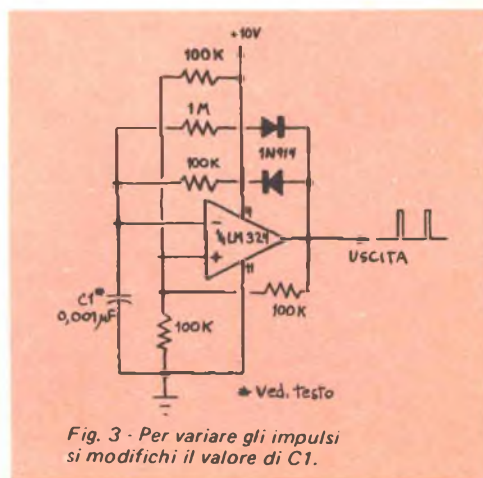 +10V
100K
1M
1N914
100K
4
-
¼LM324
+
11
USCITA
C1*
0,001µF
100K
100K
* Ved. testo
Fig. 3 - Per variare gli impulsi
si modifichi il valore di C1.